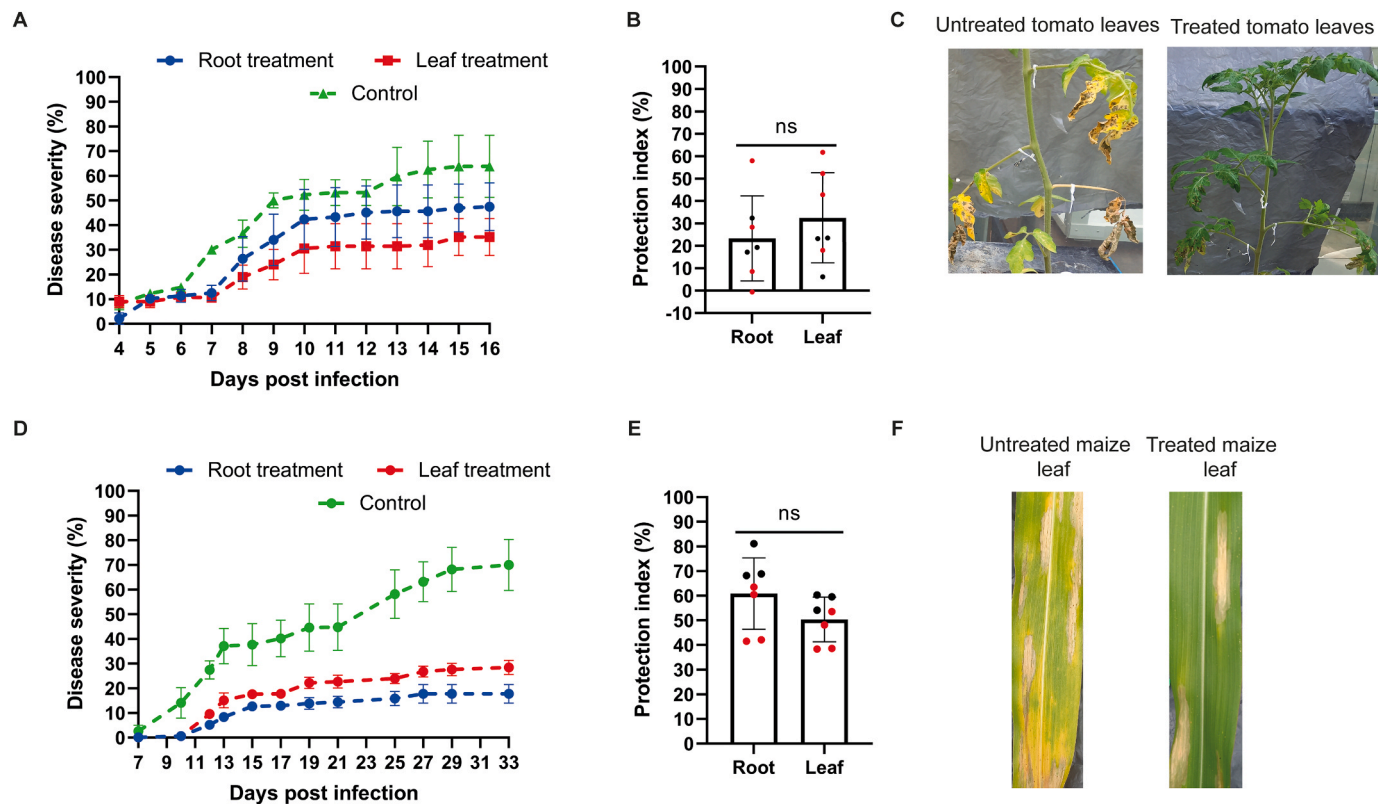 A
Root treatment
Leaf treatment
Control
Disease severity (%)
100
90
80
70
60
50
40
30
20
10
0
4 5 6 7 8 9 10 11 12 13 14 15 16
Days post infection
B
Protection index (%)
100
90
80
70
60
50
40
30
20
10
0
-10
ns
Root Leaf
C
Untreated tomato leaves
Treated tomato leaves
D
Root treatment
Leaf treatment
Control
Disease severity (%)
100
90
80
70
60
50
40
30
20
10
0
7 9 11 13 15 17 19 21 23 25 27 29 31 33
Days post infection
E
Protection index (%)
100
90
80
70
60
50
40
30
20
10
0
ns
Root Leaf
F
Untreated maize
leaf
Treated maize
leaf